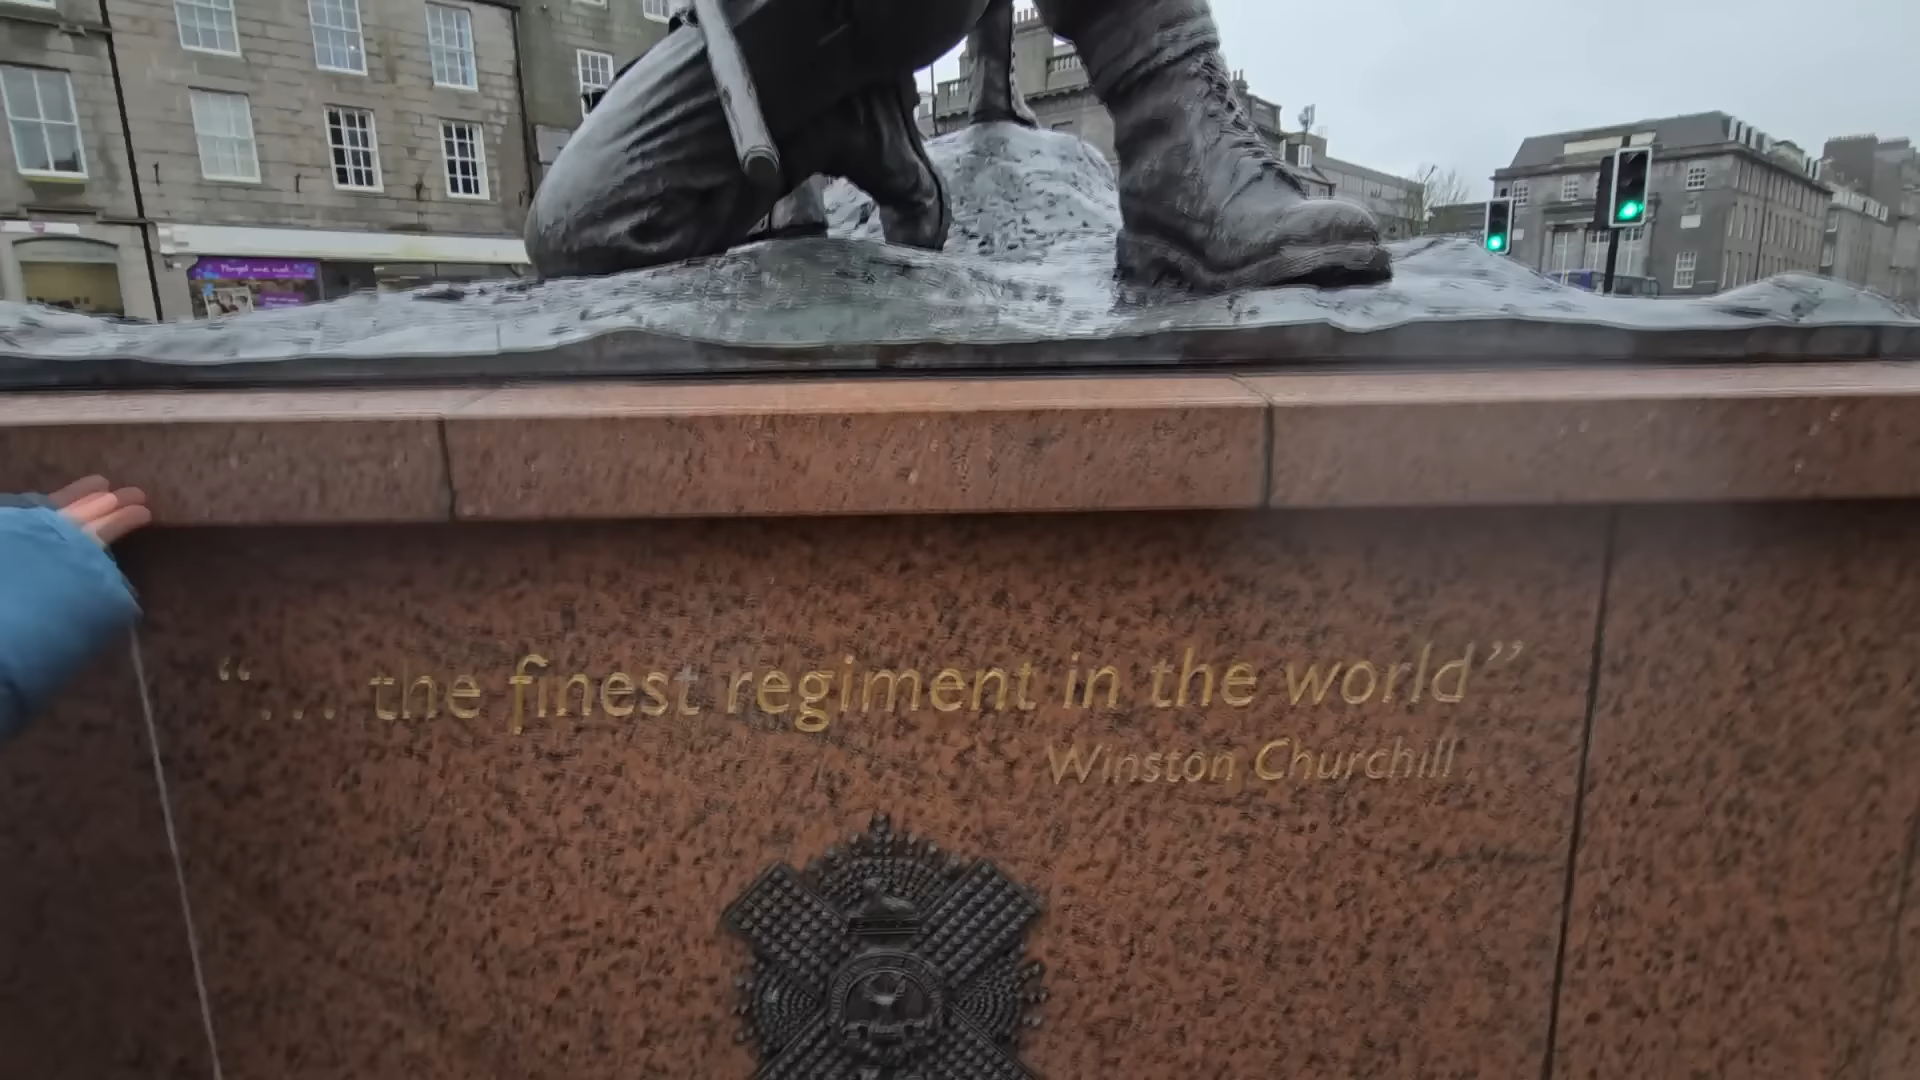 “... the finest regiment in the world”
Winston Churchill